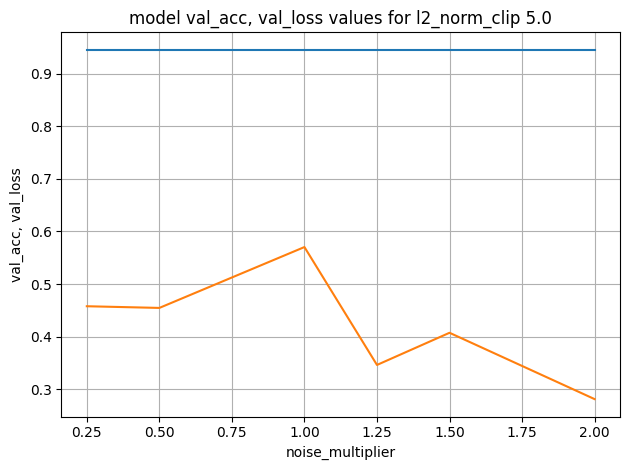 model val_acc, val_loss values for l2_norm_clip 5.0
val_acc, val_loss
0.9
0.8
0.7
0.6
0.5
0.4
0.3
0.25 0.50 0.75 1.00 1.25 1.50 1.75 2.00
noise_multiplier